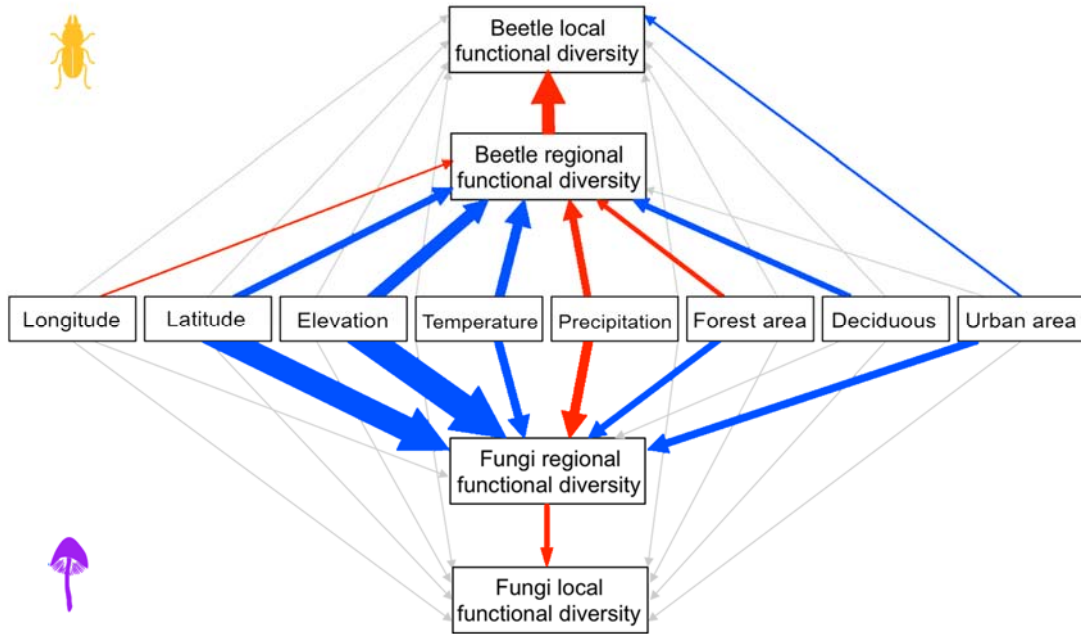 Beetle local
functional diversity
Beetle regional
functional diversity
Longitude
Latitude
Elevation
Temperature
Precipitation
Forest area
Deciduous
Urban area
Fungi regional
functional diversity
Fungi local
functional diversity